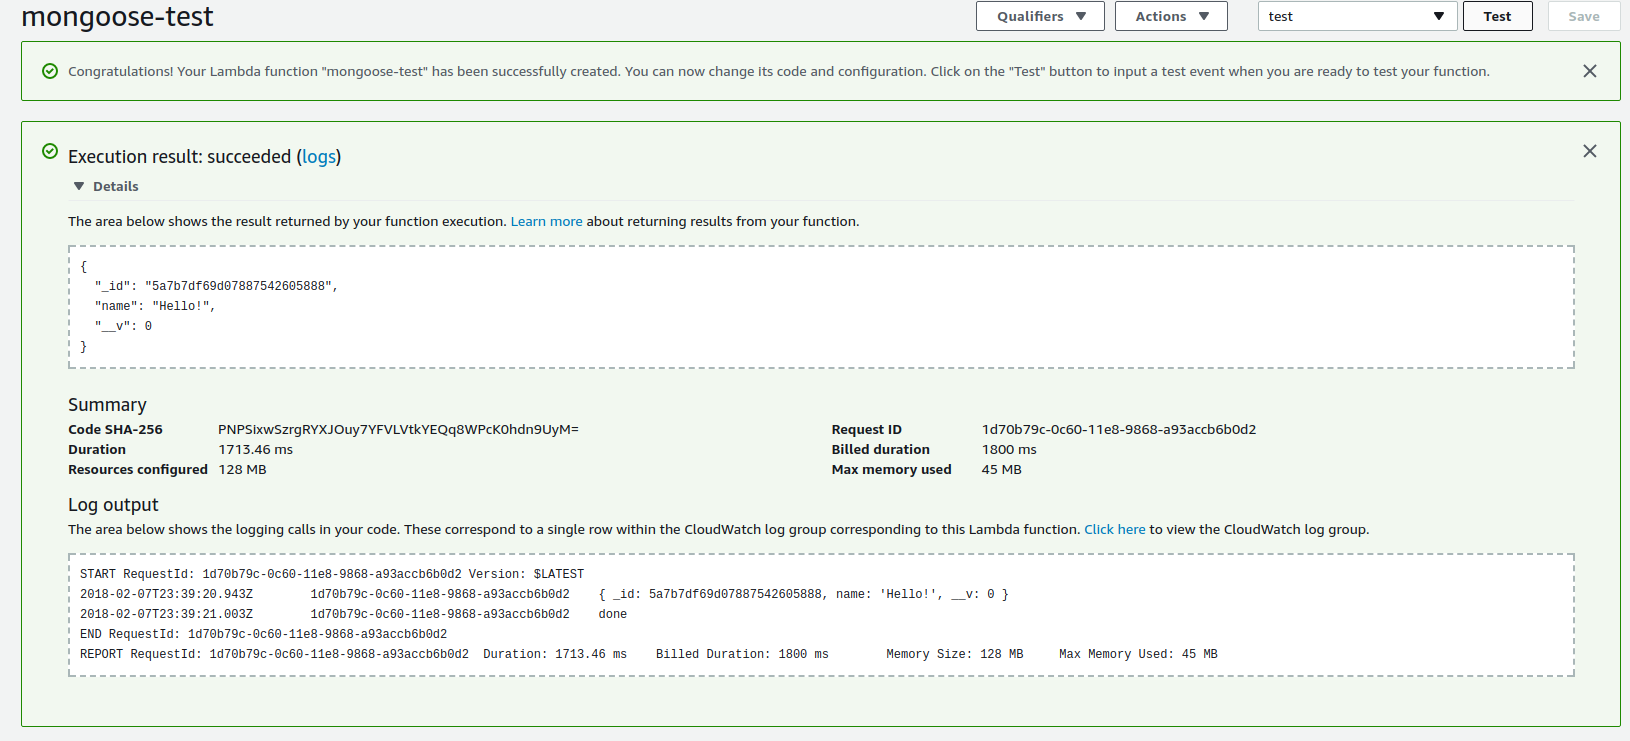 mongoose-test
Qualifiers Actions test Test Save
Congratulations! Your Lambda function "mongoose-test" has been successfully created. You can now change its code and configuration. Click on the "Test" button to input a test event when you are ready to test your function.
Execution result: succeeded (logs)
Details
The area below shows the result returned by your function execution. Learn more about returning results from your function.
{
"_id": "5a7b7df69d07887542605888",
"name": "Hello!",
"__v": 0
}
Summary
Code SHA-256 PNPSixwSzrgRYXJOuy7YFVLVtkYEQq8WPcK0hdn9UyM= Request ID 1d70b79c-0c60-11e8-9868-a93accb6b0d2
Duration 1713.46 ms Billed duration 1800 ms
Resources configured 128 MB Max memory used 45 MB
Log output
The area below shows the logging calls in your code. These correspond to a single row within the CloudWatch log group corresponding to this Lambda function. Click here to view the CloudWatch log group.
START RequestId: 1d70b79c-0c60-11e8-9868-a93accb6b0d2 Version: $LATEST
2018-02-07T23:39:20.943Z 1d70b79c-0c60-11e8-9868-a93accb6b0d2 { _id: 5a7b7df69d07887542605888, name: 'Hello!', __v: 0 }
2018-02-07T23:39:21.003Z 1d70b79c-0c60-11e8-9868-a93accb6b0d2 done
END RequestId: 1d70b79c-0c60-11e8-9868-a93accb6b0d2
REPORT RequestId: 1d70b79c-0c60-11e8-9868-a93accb6b0d2 Duration: 1713.46 ms Billed Duration: 1800 ms Memory Size: 128 MB Max Memory Used: 45 MB